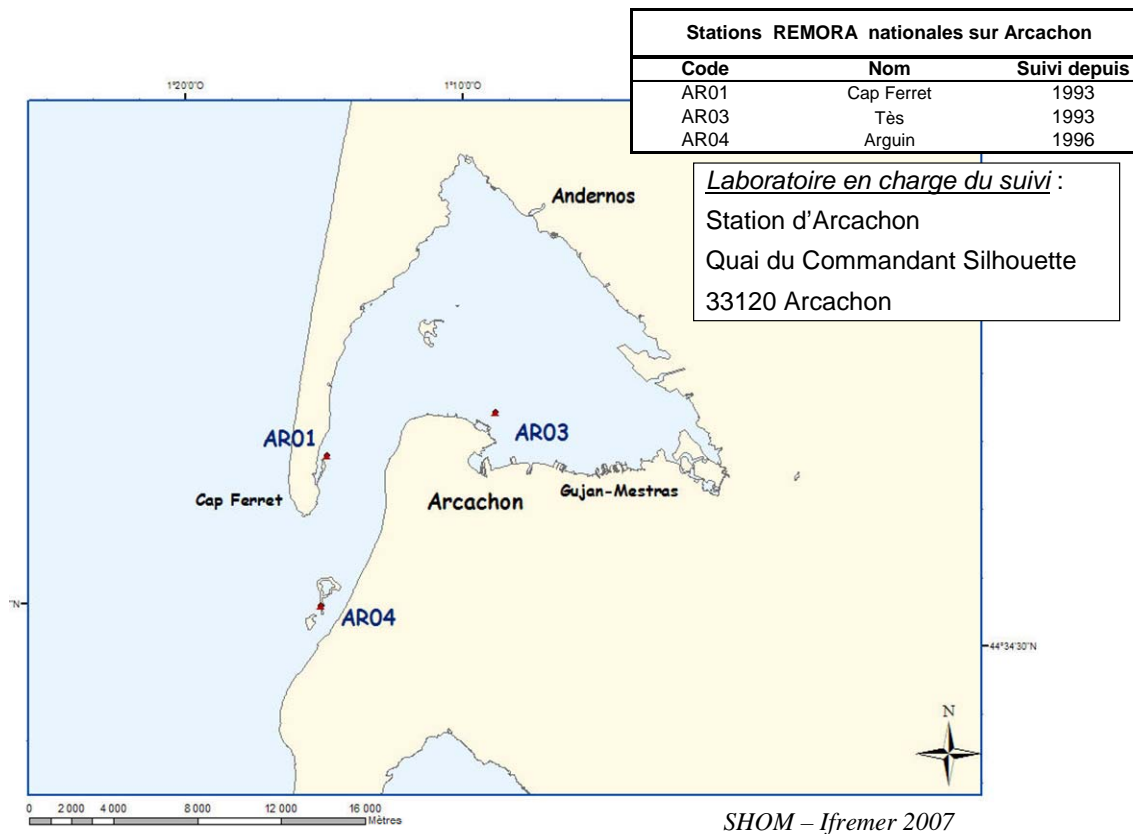 Stations REMORA nationales sur Arcachon
Code Nom Suivi depuis
AR01 Cap Ferret 1993
AR03 Tès 1993
AR04 Arguin 1996
1°20'0"O 1°10'0"O
Laboratoire en charge du suivi :
Station d'Arcachon
Quai du Commandant Silhouette
33120 Arcachon
Andernos
AR01
AR03
Cap Ferret
Arcachon
Gujan-Mestras
"N
AR04
44°34'30"N
N
0 2 000 4 000 8 000 12 000 16 000
Mètres
SHOM – Ifremer 2007